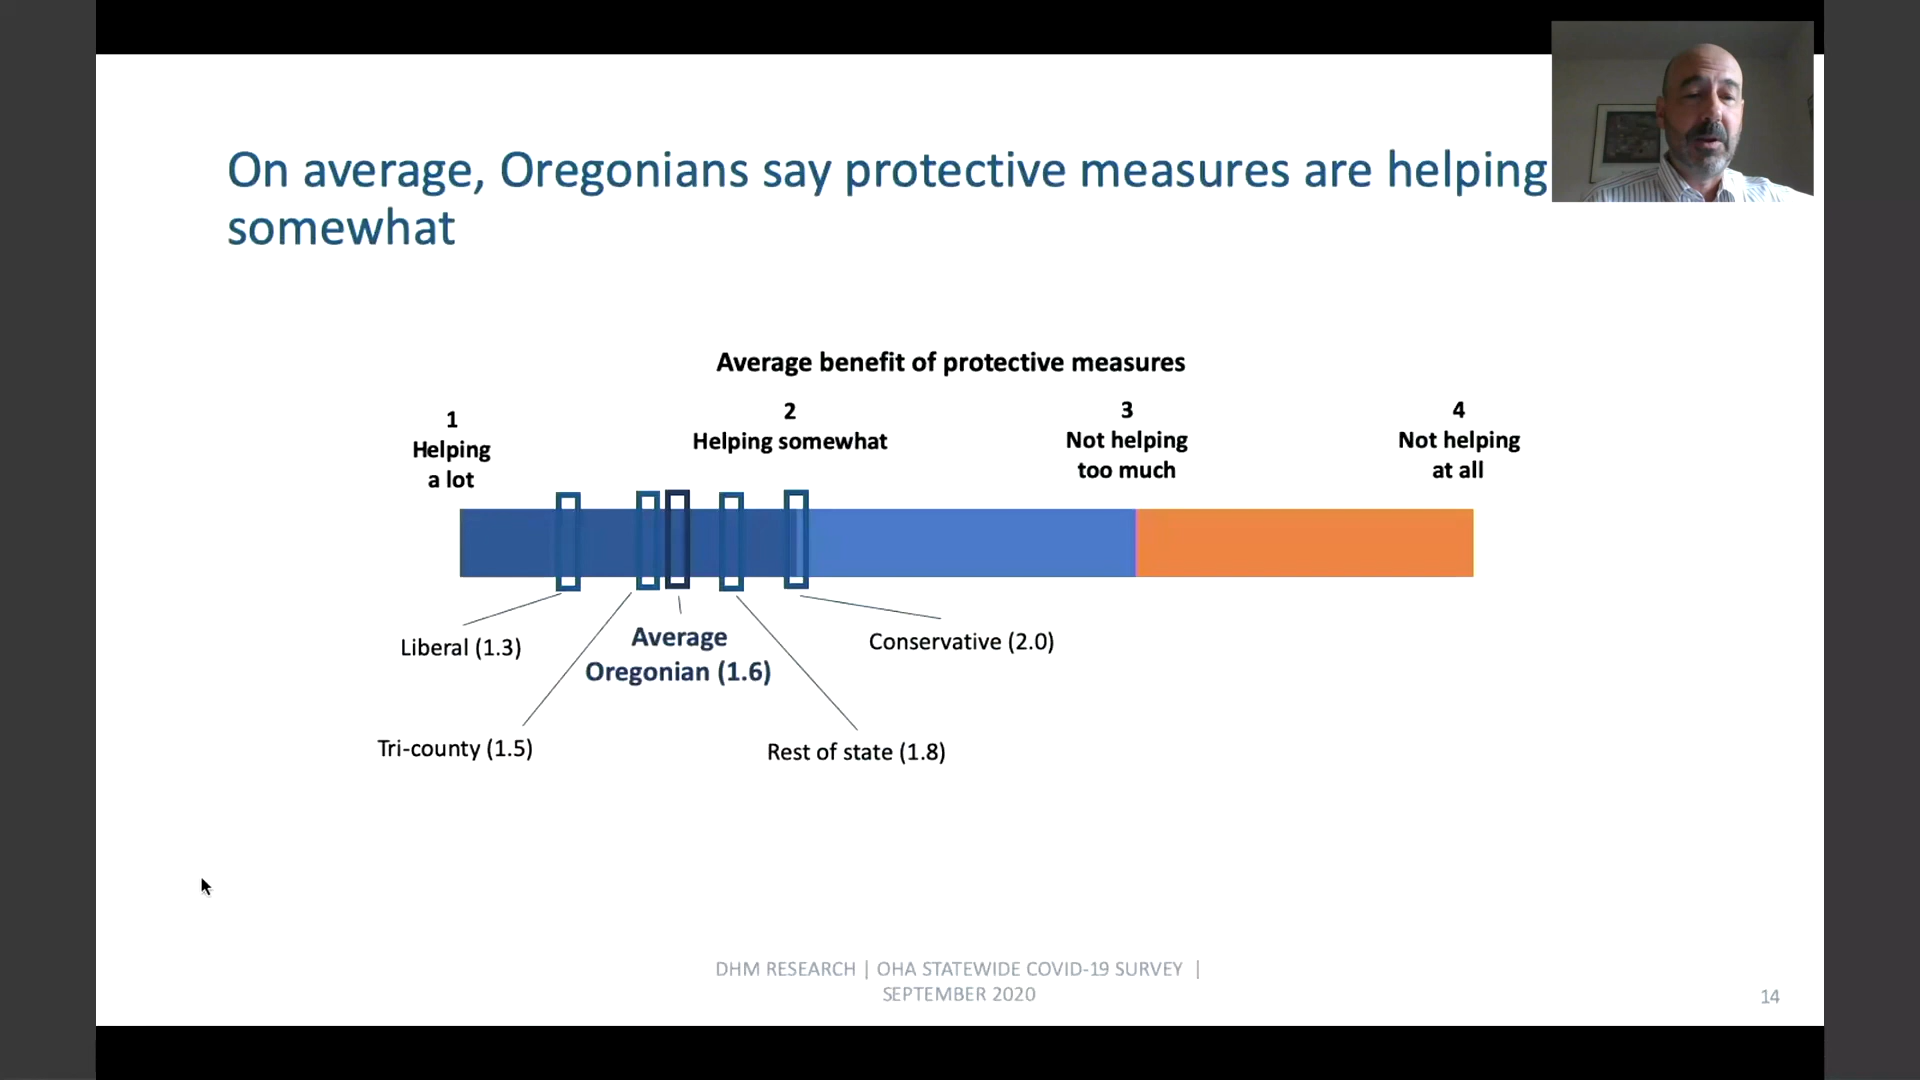 On average, Oregonians say protective measures are helping
somewhat
Average benefit of protective measures
1
Helping
a lot
2
Helping somewhat
3
Not helping
too much
4
Not helping
at all
Liberal (1.3)
Average
Oregonian (1.6)
Conservative (2.0)
Tri-county (1.5)
Rest of state (1.8)
DHM RESEARCH | OHA STATEWIDE COVID-19 SURVEY |
SEPTEMBER 2020
14